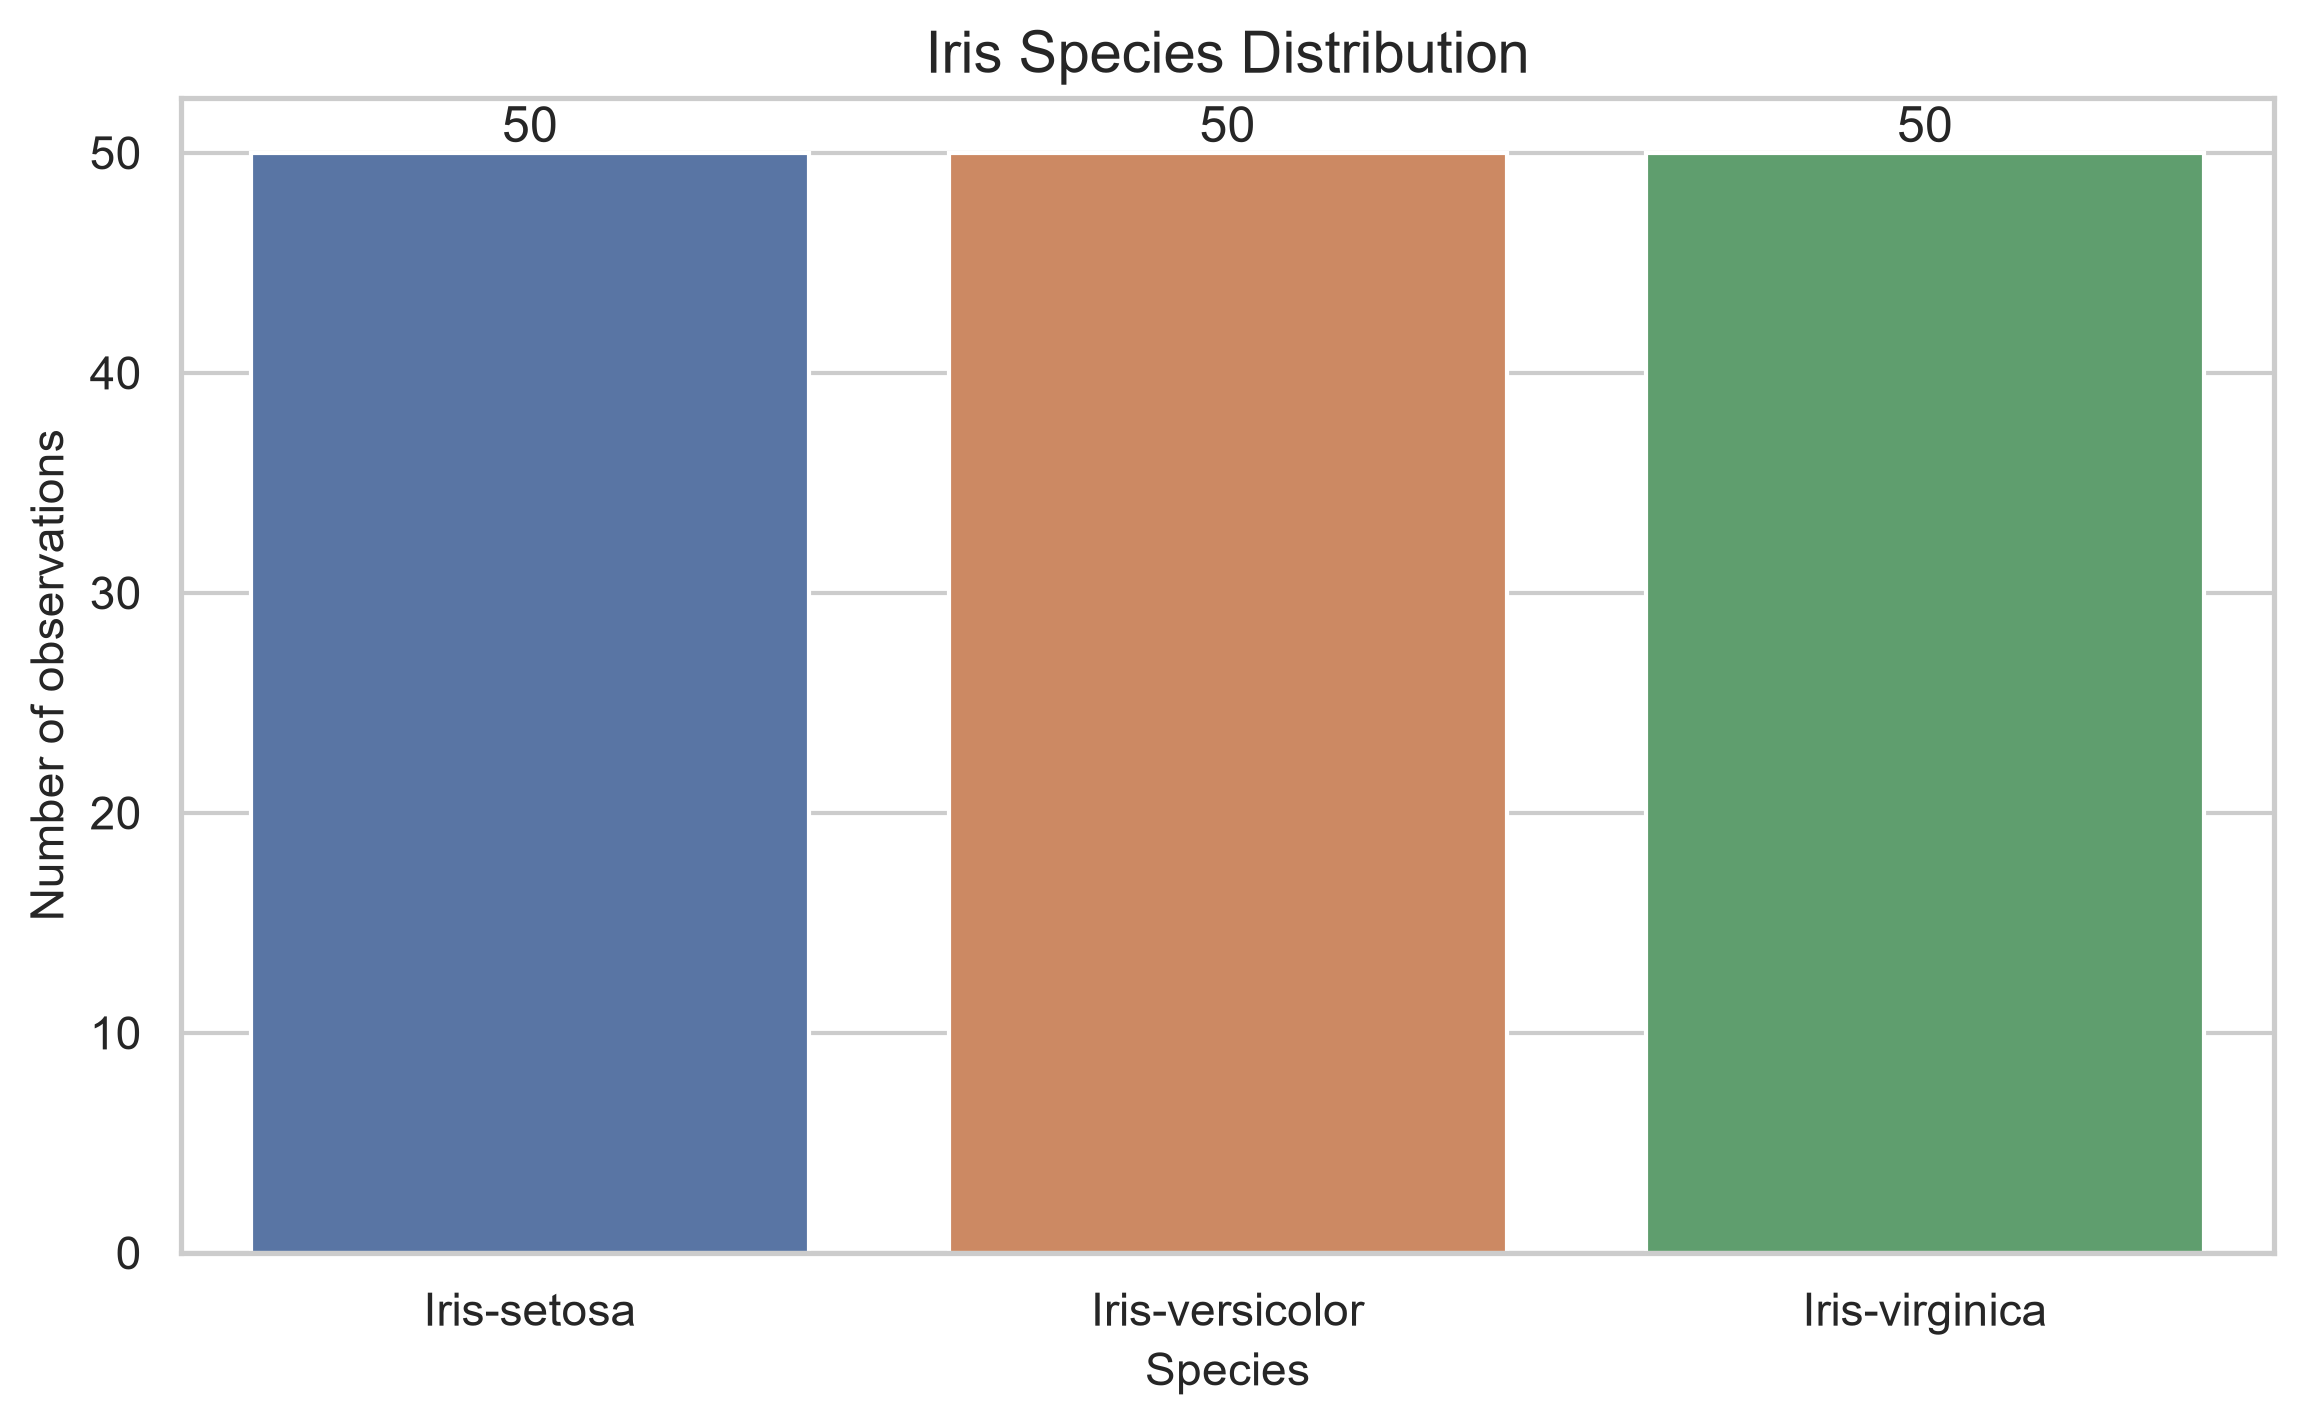 Iris Species Distribution
50 50 50
50
40
30
20
10
0
Number of observations
Iris-setosa Iris-versicolor Iris-virginica
Species